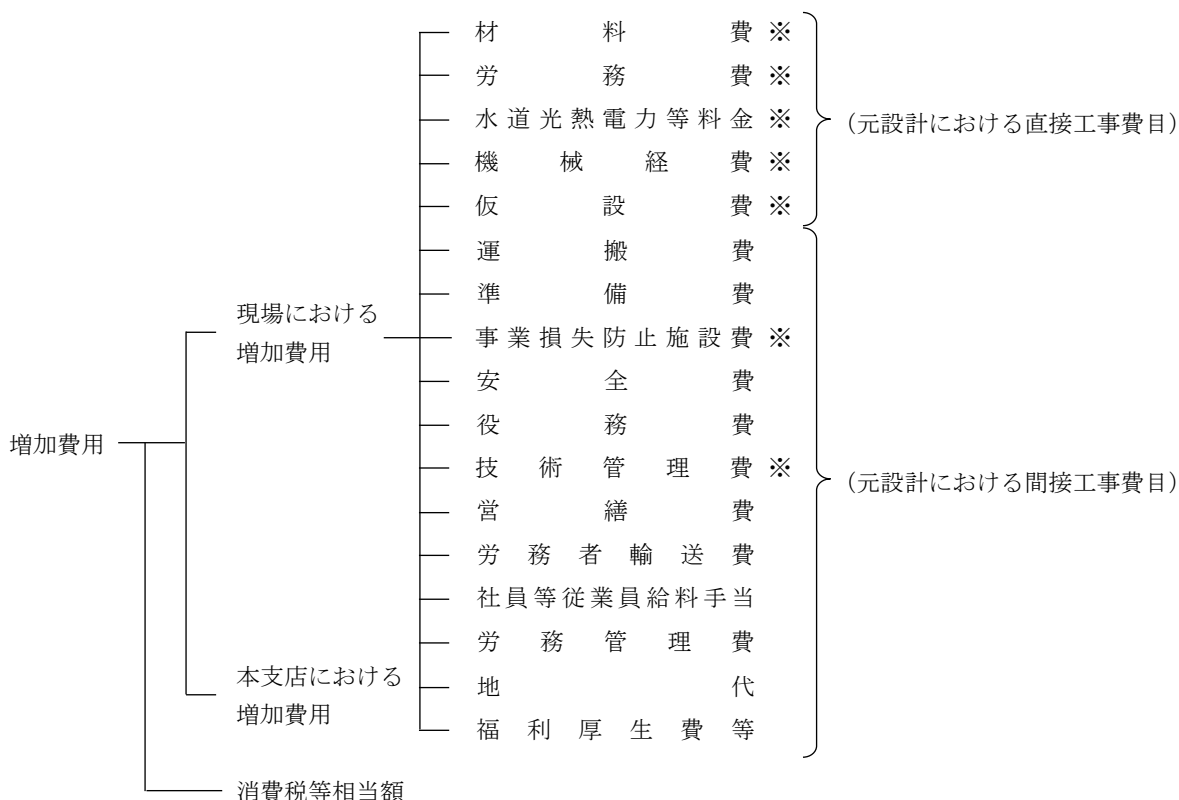 材料費※
労務費※
水道光熱電力等料金※
機械経費※
仮設費※
(元設計における直接工事費目)
運搬費
準備費
事業損失防止施設費※
安全費
役務費
技術管理費※
営繕費
労務者輸送費
社員等従業員給料手当
労務管理費
地代
福利厚生費等
(元設計における間接工事費目)
現場における
増加費用
増加費用
本支店における
増加費用
消費税等相当額